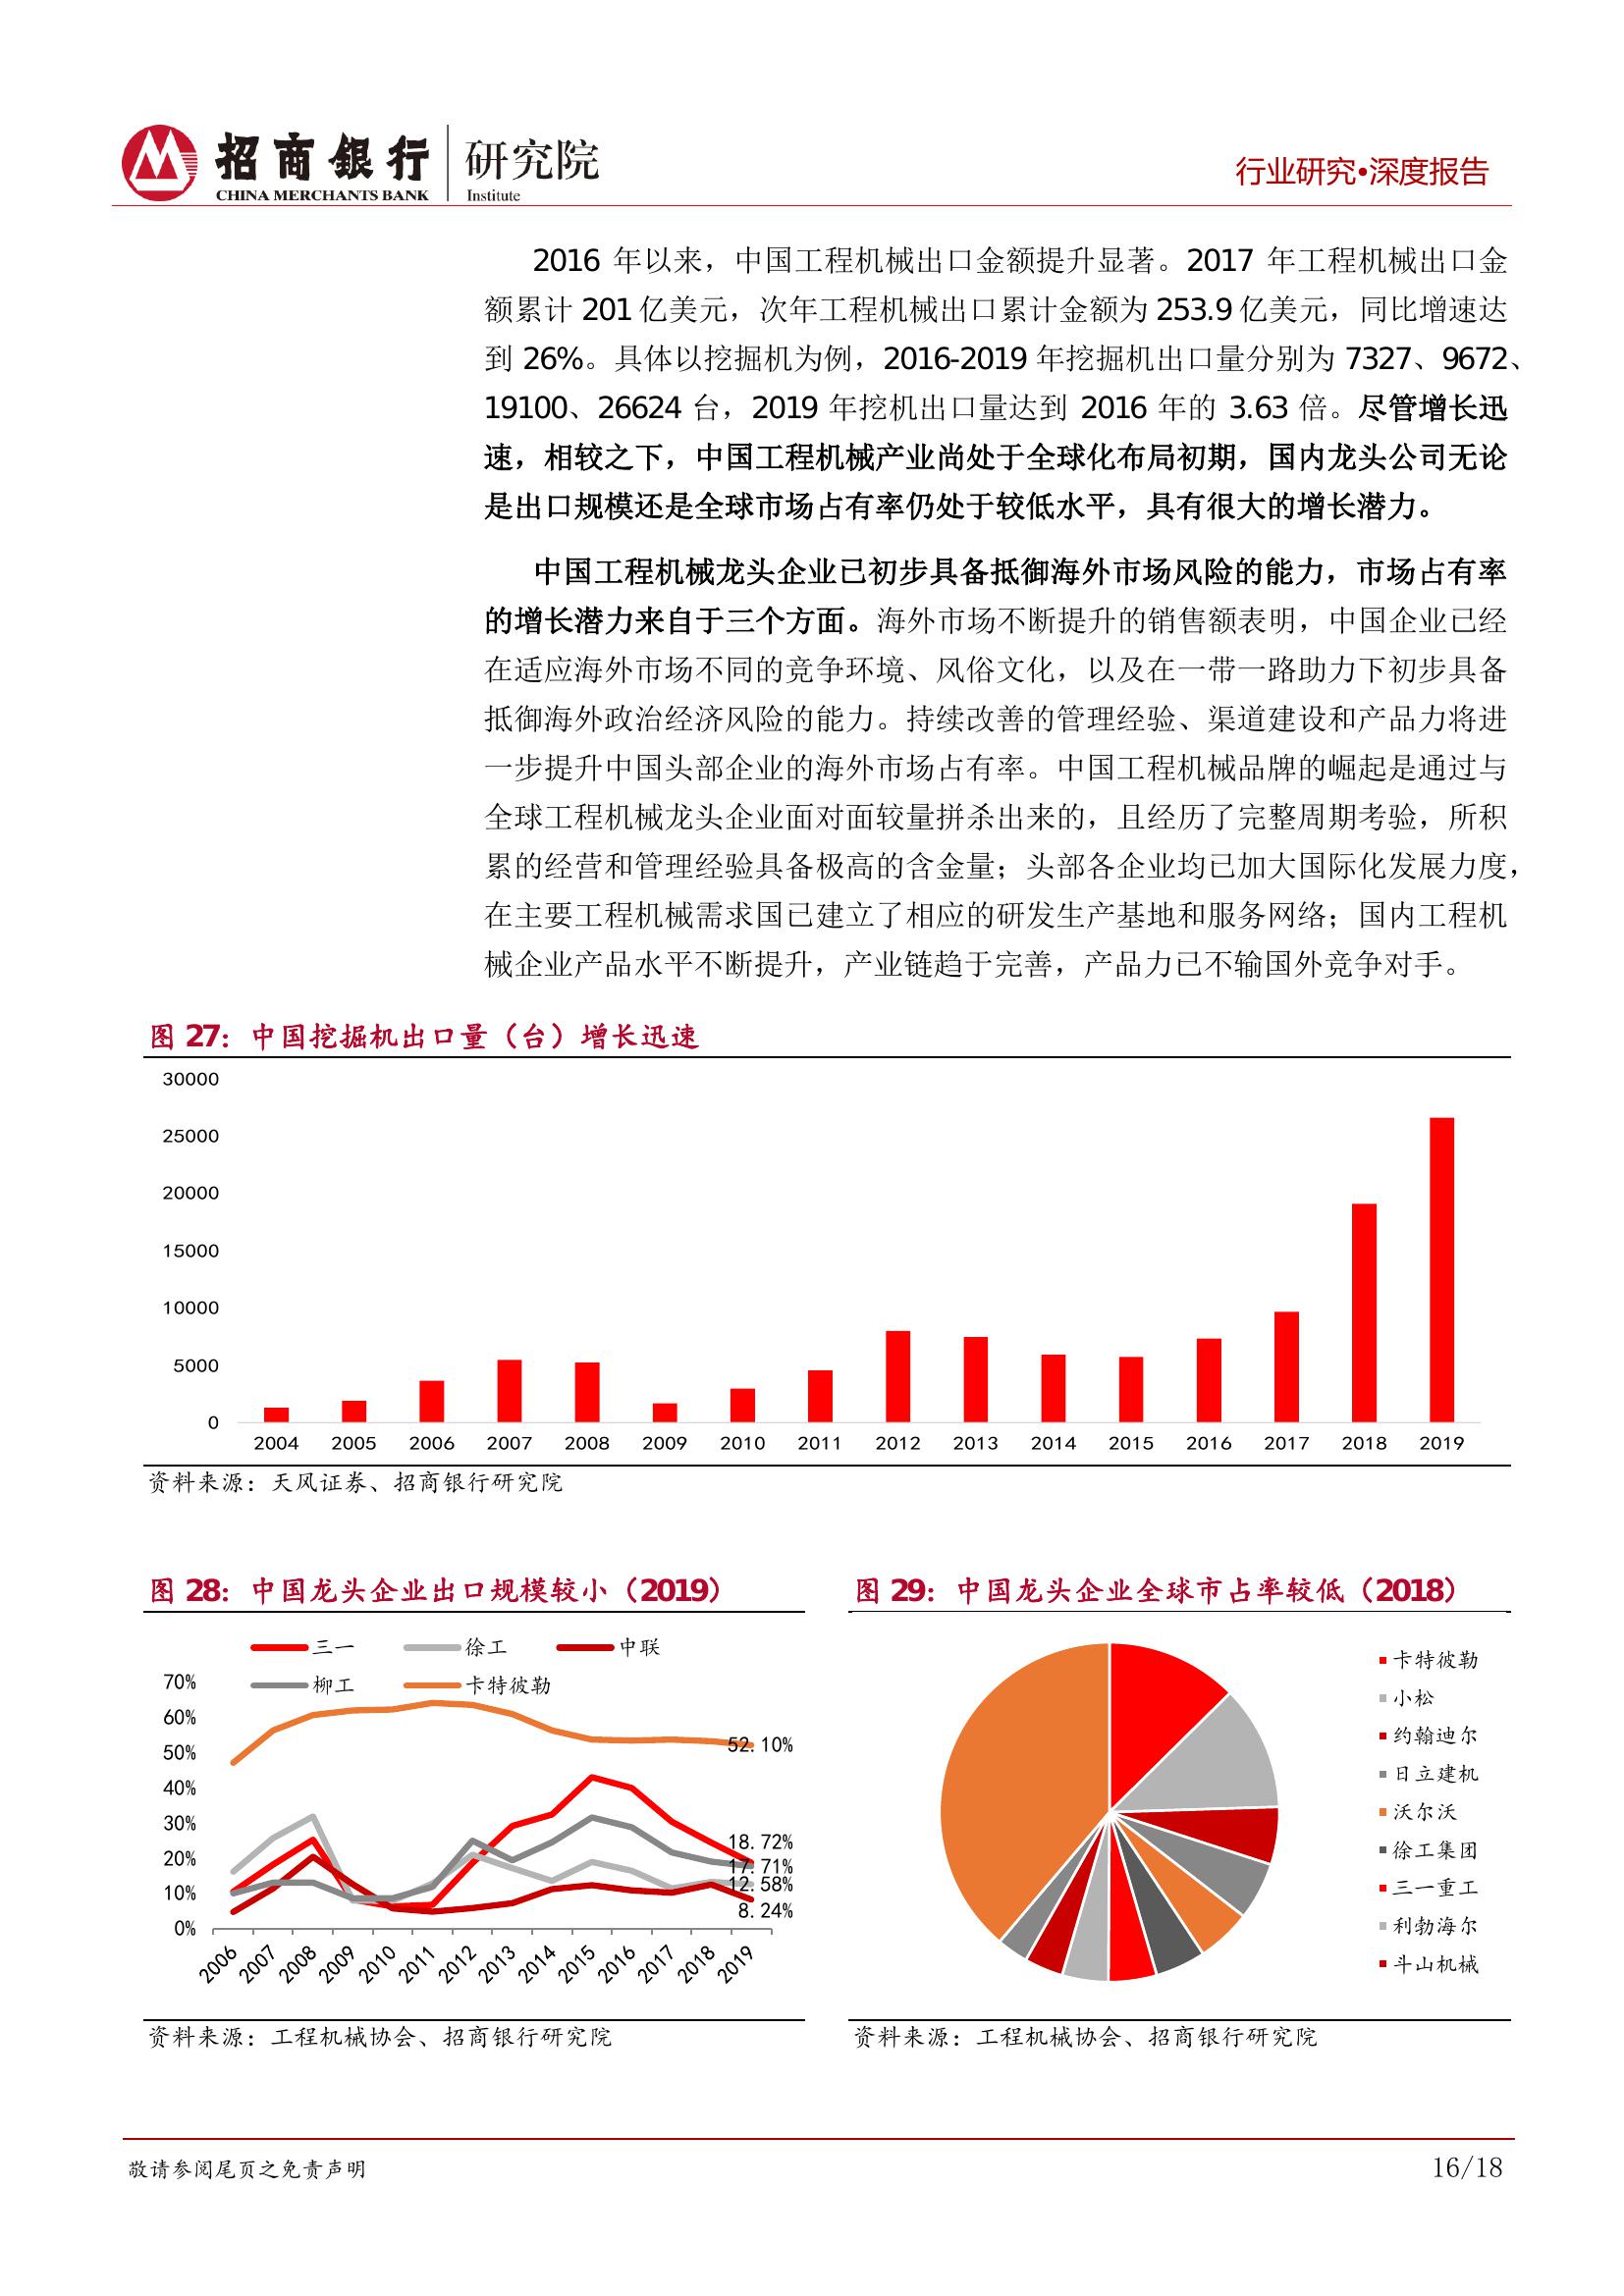 招商银行
CHINA MERCHANTS BANK
研究院
Institute
行业研究•深度报告
2016 年以来，中国工程机械出口金额提升显著。2017 年工程机械出口金
额累计 201 亿美元，次年工程机械出口累计金额为 253.9 亿美元，同比增速达
到 26%。具体以挖掘机为例，2016-2019 年挖掘机出口量分别为 7327、9672、
19100、26624 台，2019 年挖机出口量达到 2016 年的 3.63 倍。尽管增长迅
速，相较之下，中国工程机械产业尚处于全球化布局初期，国内龙头公司无论
是出口规模还是全球市场占有率仍处于较低水平，具有很大的增长潜力。
中国工程机械龙头企业已初步具备抵御海外市场风险的能力，市场占有率
的增长潜力来自于三个方面。海外市场不断提升的销售额表明，中国企业已经
在适应海外市场不同的竞争环境、风俗文化，以及在一带一路助力下初步具备
抵御海外政治经济风险的能力。持续改善的管理经验、渠道建设和产品力将进
一步提升中国头部企业的海外市场占有率。中国工程机械品牌的崛起是通过与
全球工程机械龙头企业面对面较量拼杀出来的，且经历了完整周期考验，所积
累的经营和管理经验具备极高的含金量；头部各企业均已加大国际化发展力度，
在主要工程机械需求国已建立了相应的研发生产基地和服务网络；国内工程机
械企业产品水平不断提升，产业链趋于完善，产品力已不输国外竞争对手。
图 27：中国挖掘机出口量（台）增长迅速
30000
25000
20000
15000
10000
5000
0
2004 2005 2006 2007 2008 2009 2010 2011 2012 2013 2014 2015 2016 2017 2018 2019
资料来源：天风证券、招商银行研究院
图 28：中国龙头企业出口规模较小（2019）
三一 徐工 中联
柳工 卡特彼勒
70%
60%
50%
40%
30%
20%
10%
0%
52.10%
18.72%
17.71%
12.58%
8.24%
2006 2007 2008 2009 2010 2011 2012 2013 2014 2015 2016 2017 2018 2019
资料来源：工程机械协会、招商银行研究院
图 29：中国龙头企业全球市占率较低（2018）
卡特彼勒
小松
约翰迪尔
日立建机
沃尔沃
徐工集团
三一重工
利勃海尔
斗山机械
资料来源：工程机械协会、招商银行研究院
敬请参阅尾页之免责声明
16/18